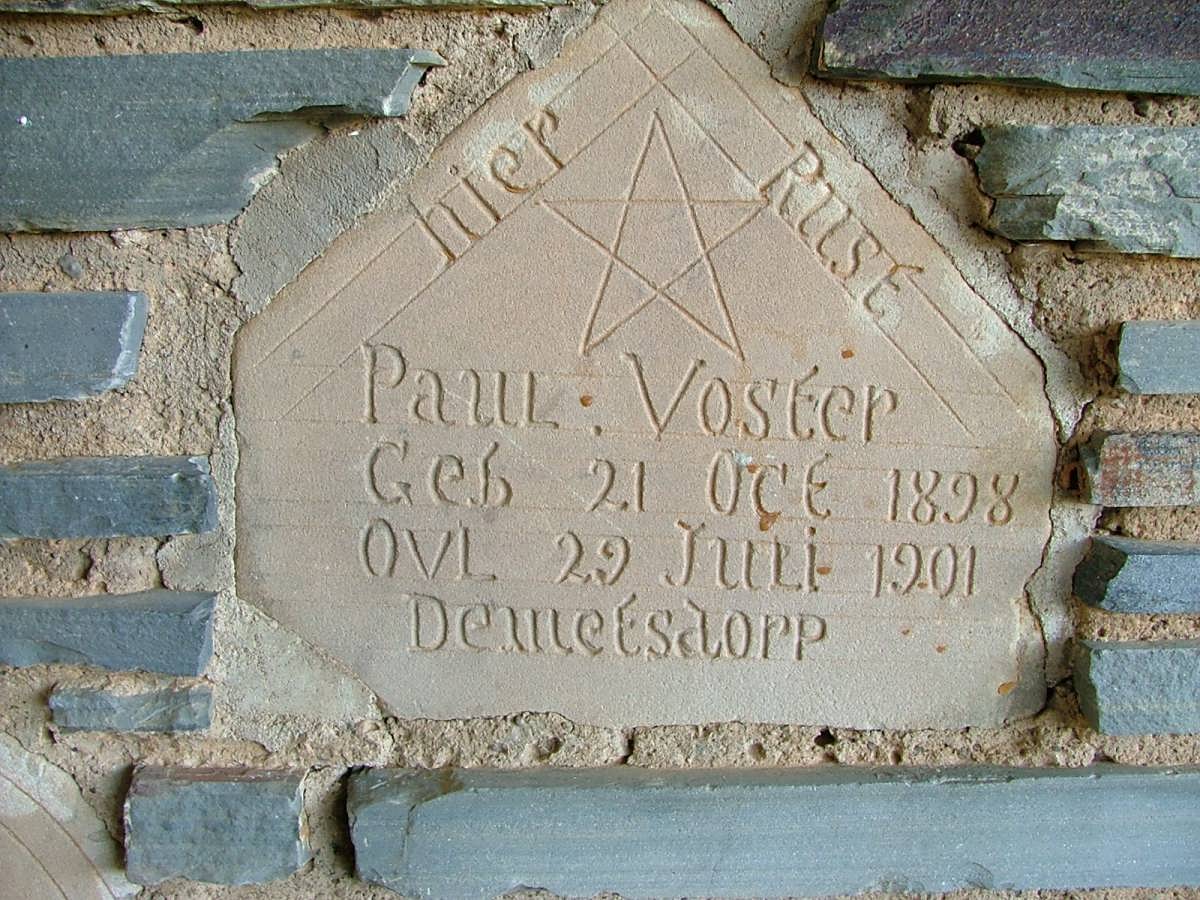 hier Rust
Paul. Voster
Geb 21 Oct 1898
OVL 29 Juli 1901
Demetsdorp